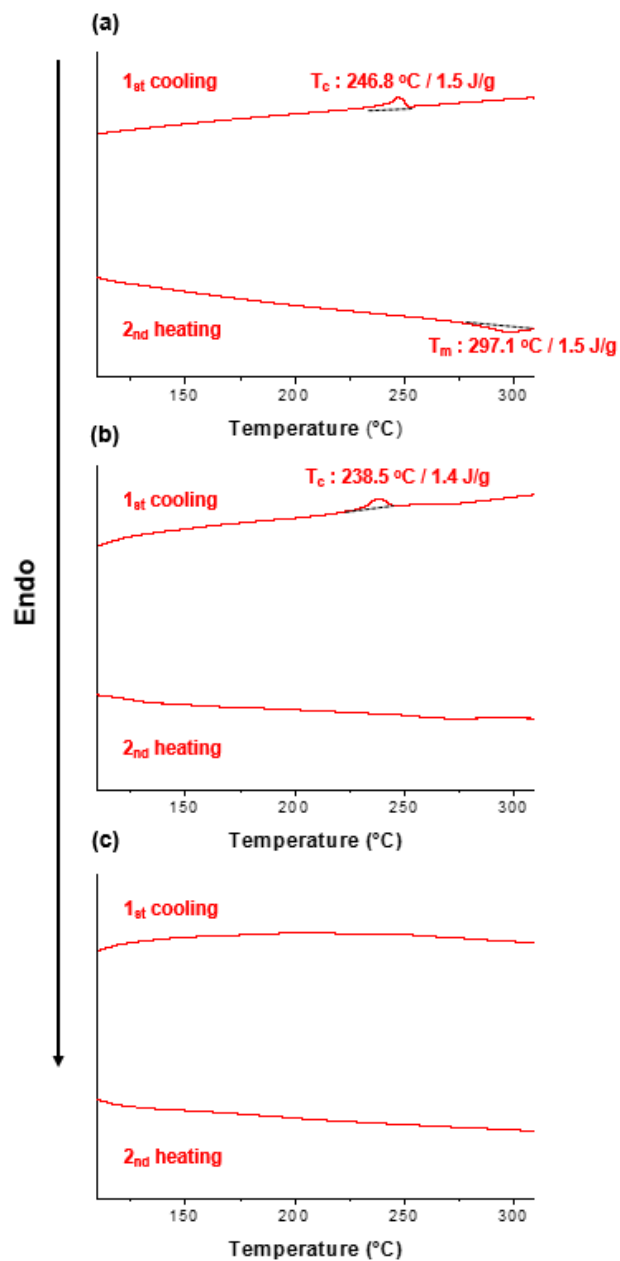 (a)
1st cooling
Tc : 246.8 oC / 1.5 J/g
2nd heating
Tm : 297.1 oC / 1.5 J/g
150 200 250 300
Temperature (°C)
(b)
1st cooling
Tc : 238.5 oC / 1.4 J/g
2nd heating
150 200 250 300
Temperature (°C)
Endo
(c)
1st cooling
2nd heating
150 200 250 300
Temperature (°C)